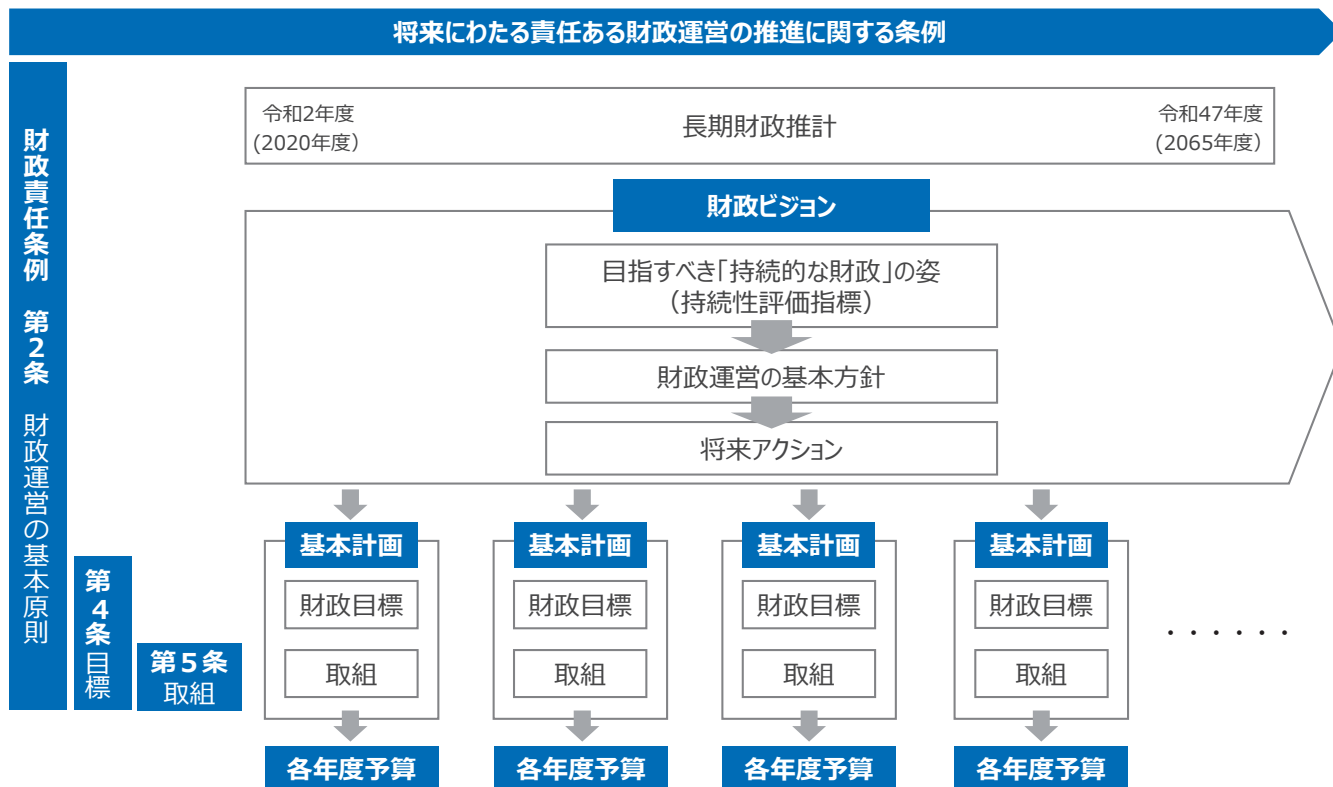 将来にわたる責任ある財政運営の推進に関する条例
財政責任条例 第2条 財政運営の基本原則
令和2年度
(2020年度)
長期財政推計
令和47年度
(2065年度)
財政ビジョン
目指すべき「持続的な財政」の姿
(持続性評価指標)
財政運営の基本方針
将来アクション
第4条 目標
第5条
取組
基本計画
財政目標
取組
各年度予算
基本計画
財政目標
取組
各年度予算
基本計画
財政目標
取組
各年度予算
基本計画
財政目標
取組
各年度予算
・・・・・・